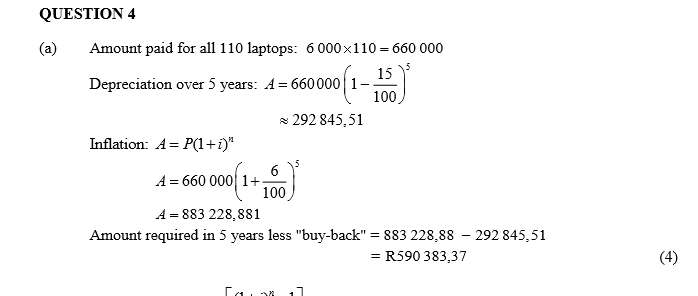 QUESTION 4
(a) Amount paid for all 110 laptops: 6 000×110 = 660 000
Depreciation over 5 years: A = 660 000(1 − 15/100)^5
≈ 292 845,51
Inflation: A = P(1+i)^n
A = 660 000(1 + 6/100)^5
A = 883 228,881
Amount required in 5 years less "buy-back" = 883 228,88 − 292 845,51
= R590 383,37
(4)